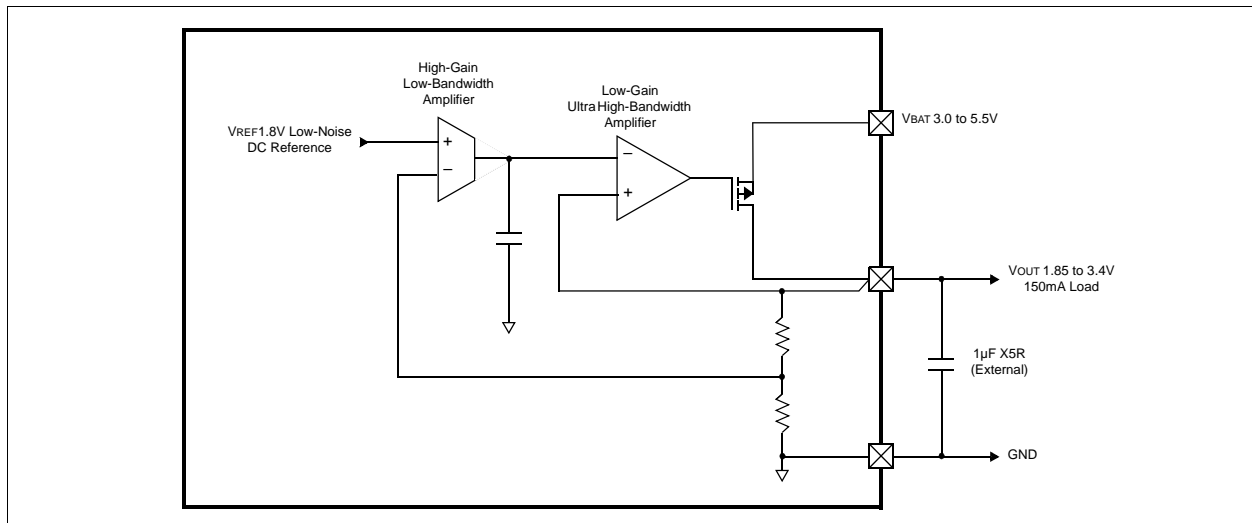 High-Gain
Low-Bandwidth
Amplifier
Low-Gain
Ultra High-Bandwidth
Amplifier
VREF1.8V Low-Noise
DC Reference
+
–
–
+
VBAT 3.0 to 5.5V
VOUT 1.85 to 3.4V
150mA Load
1µF X5R
(External)
GND